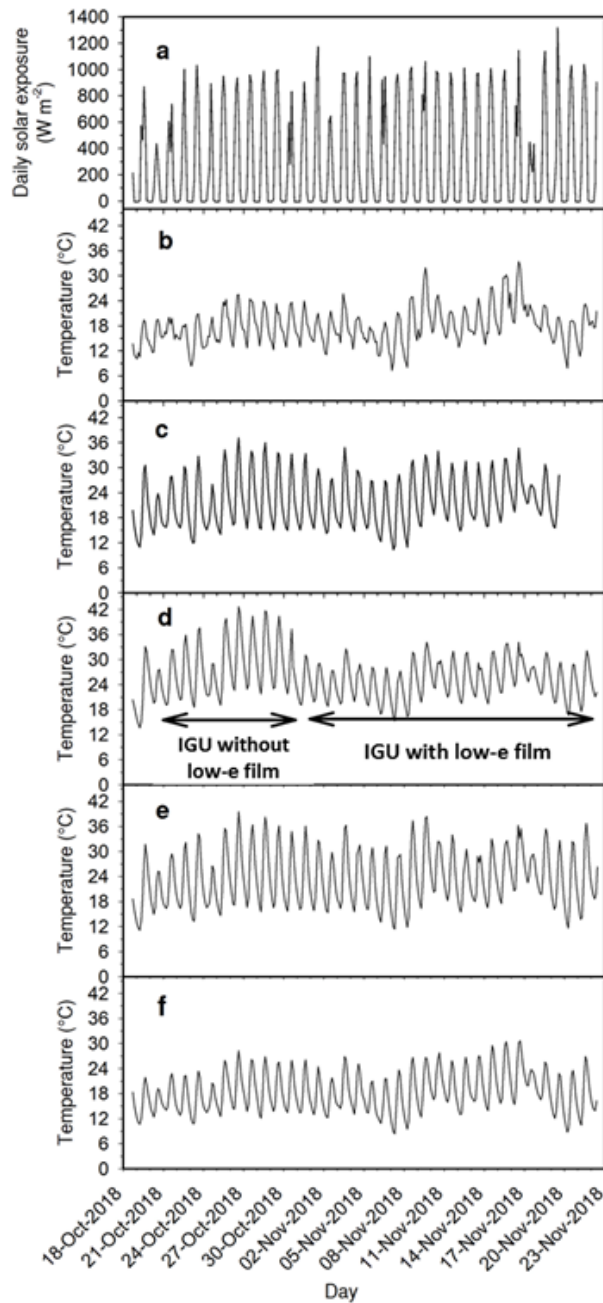 1400
1200
1000
800
600
400
200
0
Daily solar exposure
(W m-2)
a
42
36
30
24
18
12
6
0
Temperature (°C)
b
42
36
30
24
18
12
6
0
Temperature (°C)
c
42
36
30
24
18
12
6
0
Temperature (°C)
d
IGU without
low-e film
IGU with low-e film
42
36
30
24
18
12
6
0
Temperature (°C)
e
42
36
30
24
18
12
6
0
Temperature (°C)
f
18-Oct-2018
21-Oct-2018
24-Oct-2018
27-Oct-2018
30-Oct-2018
02-Nov-2018
05-Nov-2018
08-Nov-2018
11-Nov-2018
14-Nov-2018
17-Nov-2018
20-Nov-2018
23-Nov-2018
Day